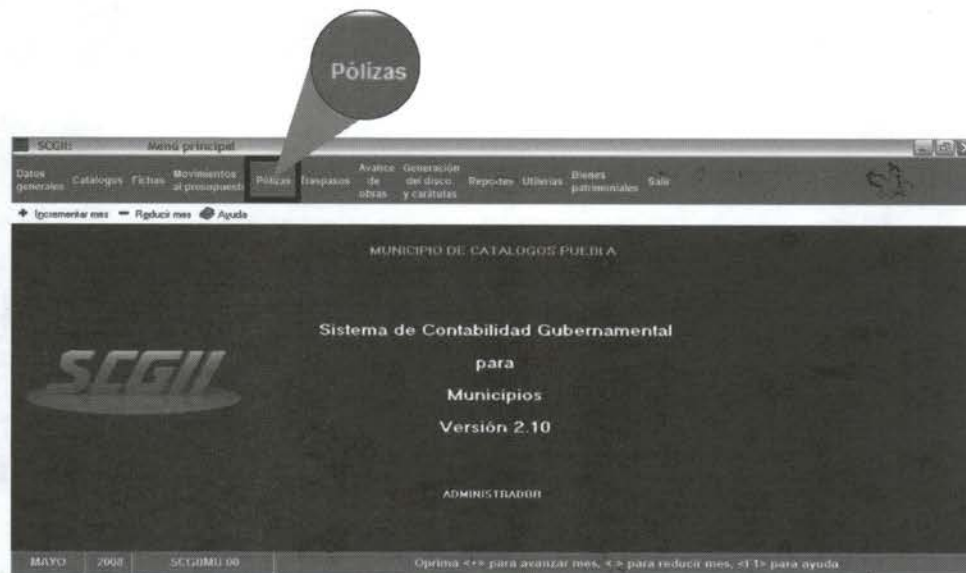 Pólizas
SCGII: Menú principal
Datos generales Catálogos Fichas Movimientos al presupuesto Pólizas Traspasos Avance de obras Generación del disco y carátulas Reportes Utilerías Bienes patrimoniales Salir
+ Incrementar mes − Reducir mes Ayuda
MUNICIPIO DE CATALOGOS PUEBLA
Sistema de Contabilidad Gubernamental
para
Municipios
Versión 2.10
SCGII
ADMINISTRADOR
MAYO 2008 Oprima <+> para avanzar mes, <-> para reducir mes, <F1> para ayuda